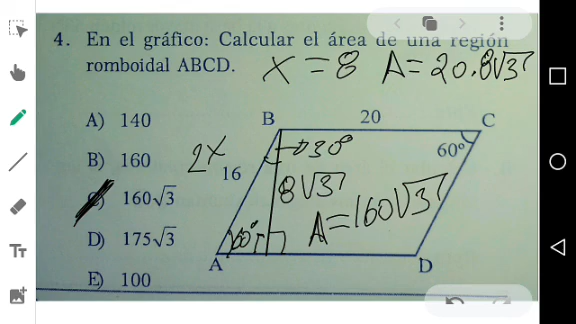 4. En el gráfico: Calcular el área de una región
romboidal ABCD.
x = 8 A = 20.8√3
A) 140
B) 160
C) 160√3
D) 175√3
E) 100
B 20 C
30°
60°
2x
16
8√3
A = 160√3
60°
A D
Tт